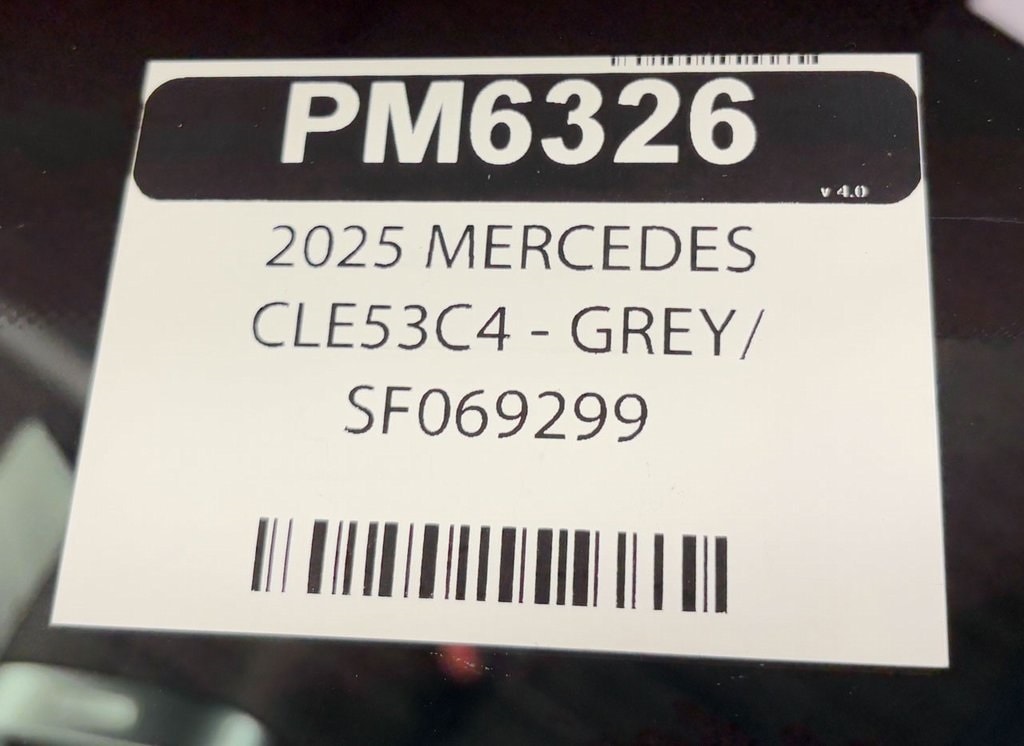 PM6326
v 4.0
2025 MERCEDES
CLE53C4 - GREY/
SF069299